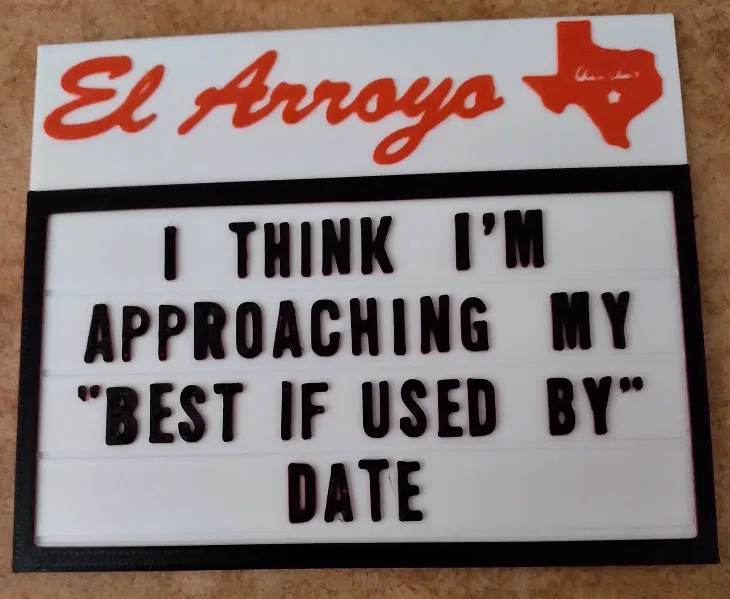 El Arroyo
I THINK I'M
APPROACHING MY
"BEST IF USED BY"
DATE